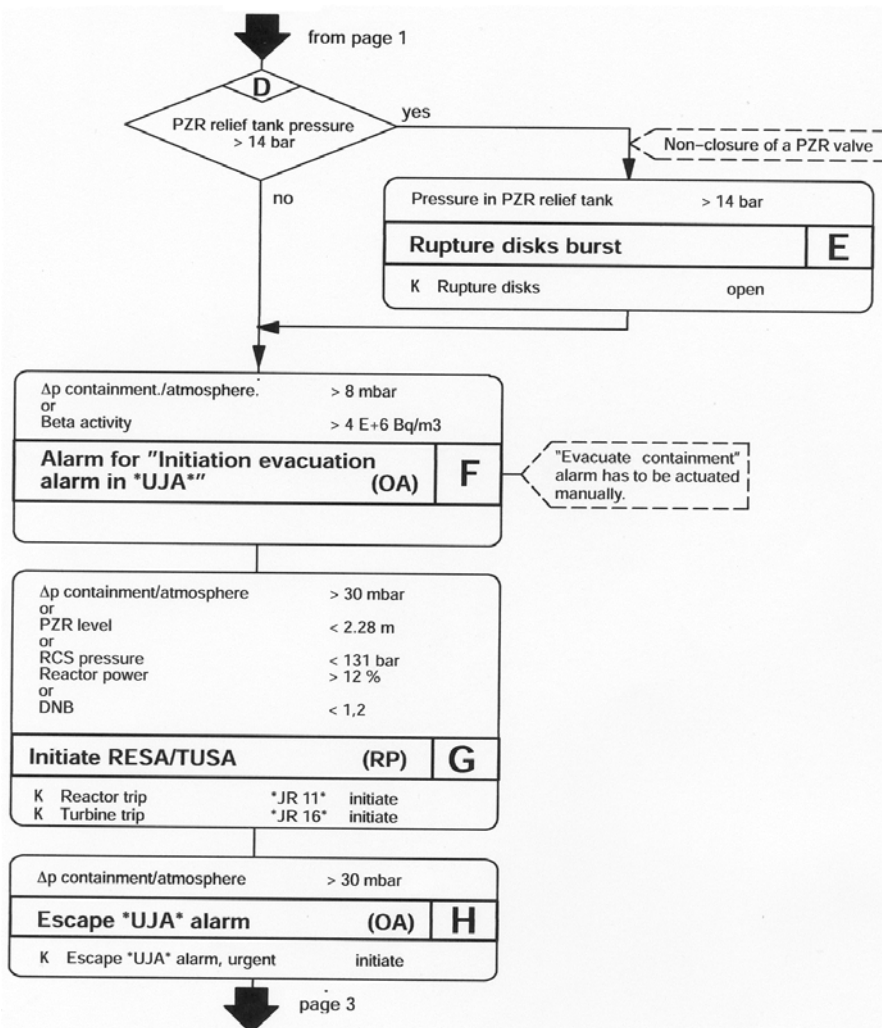 from page 1
D
PZR relief tank pressure
> 14 bar
yes
no
Non-closure of a PZR valve
Pressure in PZR relief tank > 14 bar
Rupture disks burst E
K Rupture disks open
Δp containment./atmosphere. > 8 mbar
or
Beta activity > 4 E+6 Bq/m3
Alarm for "Initiation evacuation
alarm in *UJA*" (OA) F
"Evacuate containment"
alarm has to be actuated
manually.
Δp containment/atmosphere > 30 mbar
or
PZR level < 2.28 m
or
RCS pressure < 131 bar
Reactor power > 12 %
or
DNB < 1,2
Initiate RESA/TUSA (RP) G
K Reactor trip *JR 11* initiate
K Turbine trip *JR 16* initiate
Δp containment/atmosphere > 30 mbar
Escape *UJA* alarm (OA) H
K Escape *UJA* alarm, urgent initiate
page 3